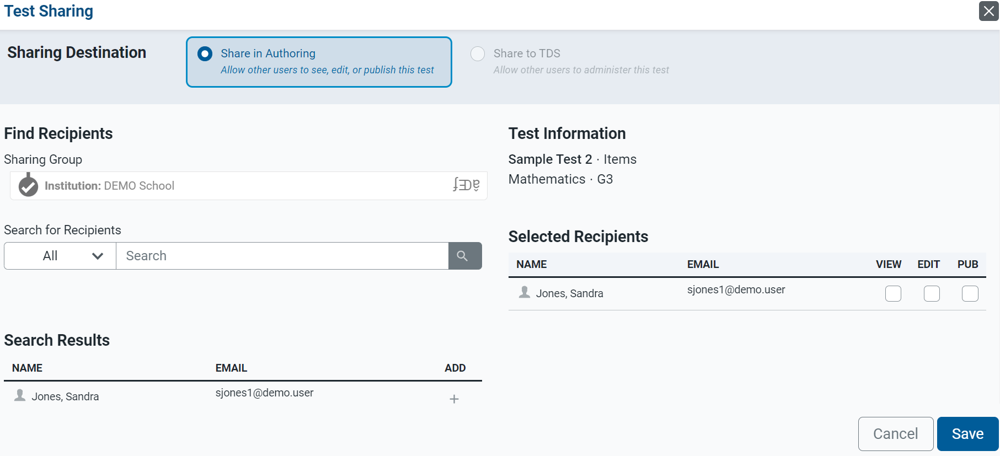 Test Sharing
Sharing Destination
Share in Authoring
Allow other users to see, edit, or publish this test
Share to TDS
Allow other users to administer this test
Find Recipients
Sharing Group
Institution: DEMO School
Search for Recipients
All
Search
Search Results
NAME EMAIL ADD
Jones, Sandra sjones1@demo.user +
Test Information
Sample Test 2 · Items
Mathematics · G3
Selected Recipients
NAME EMAIL VIEW EDIT PUB
Jones, Sandra sjones1@demo.user
Cancel Save